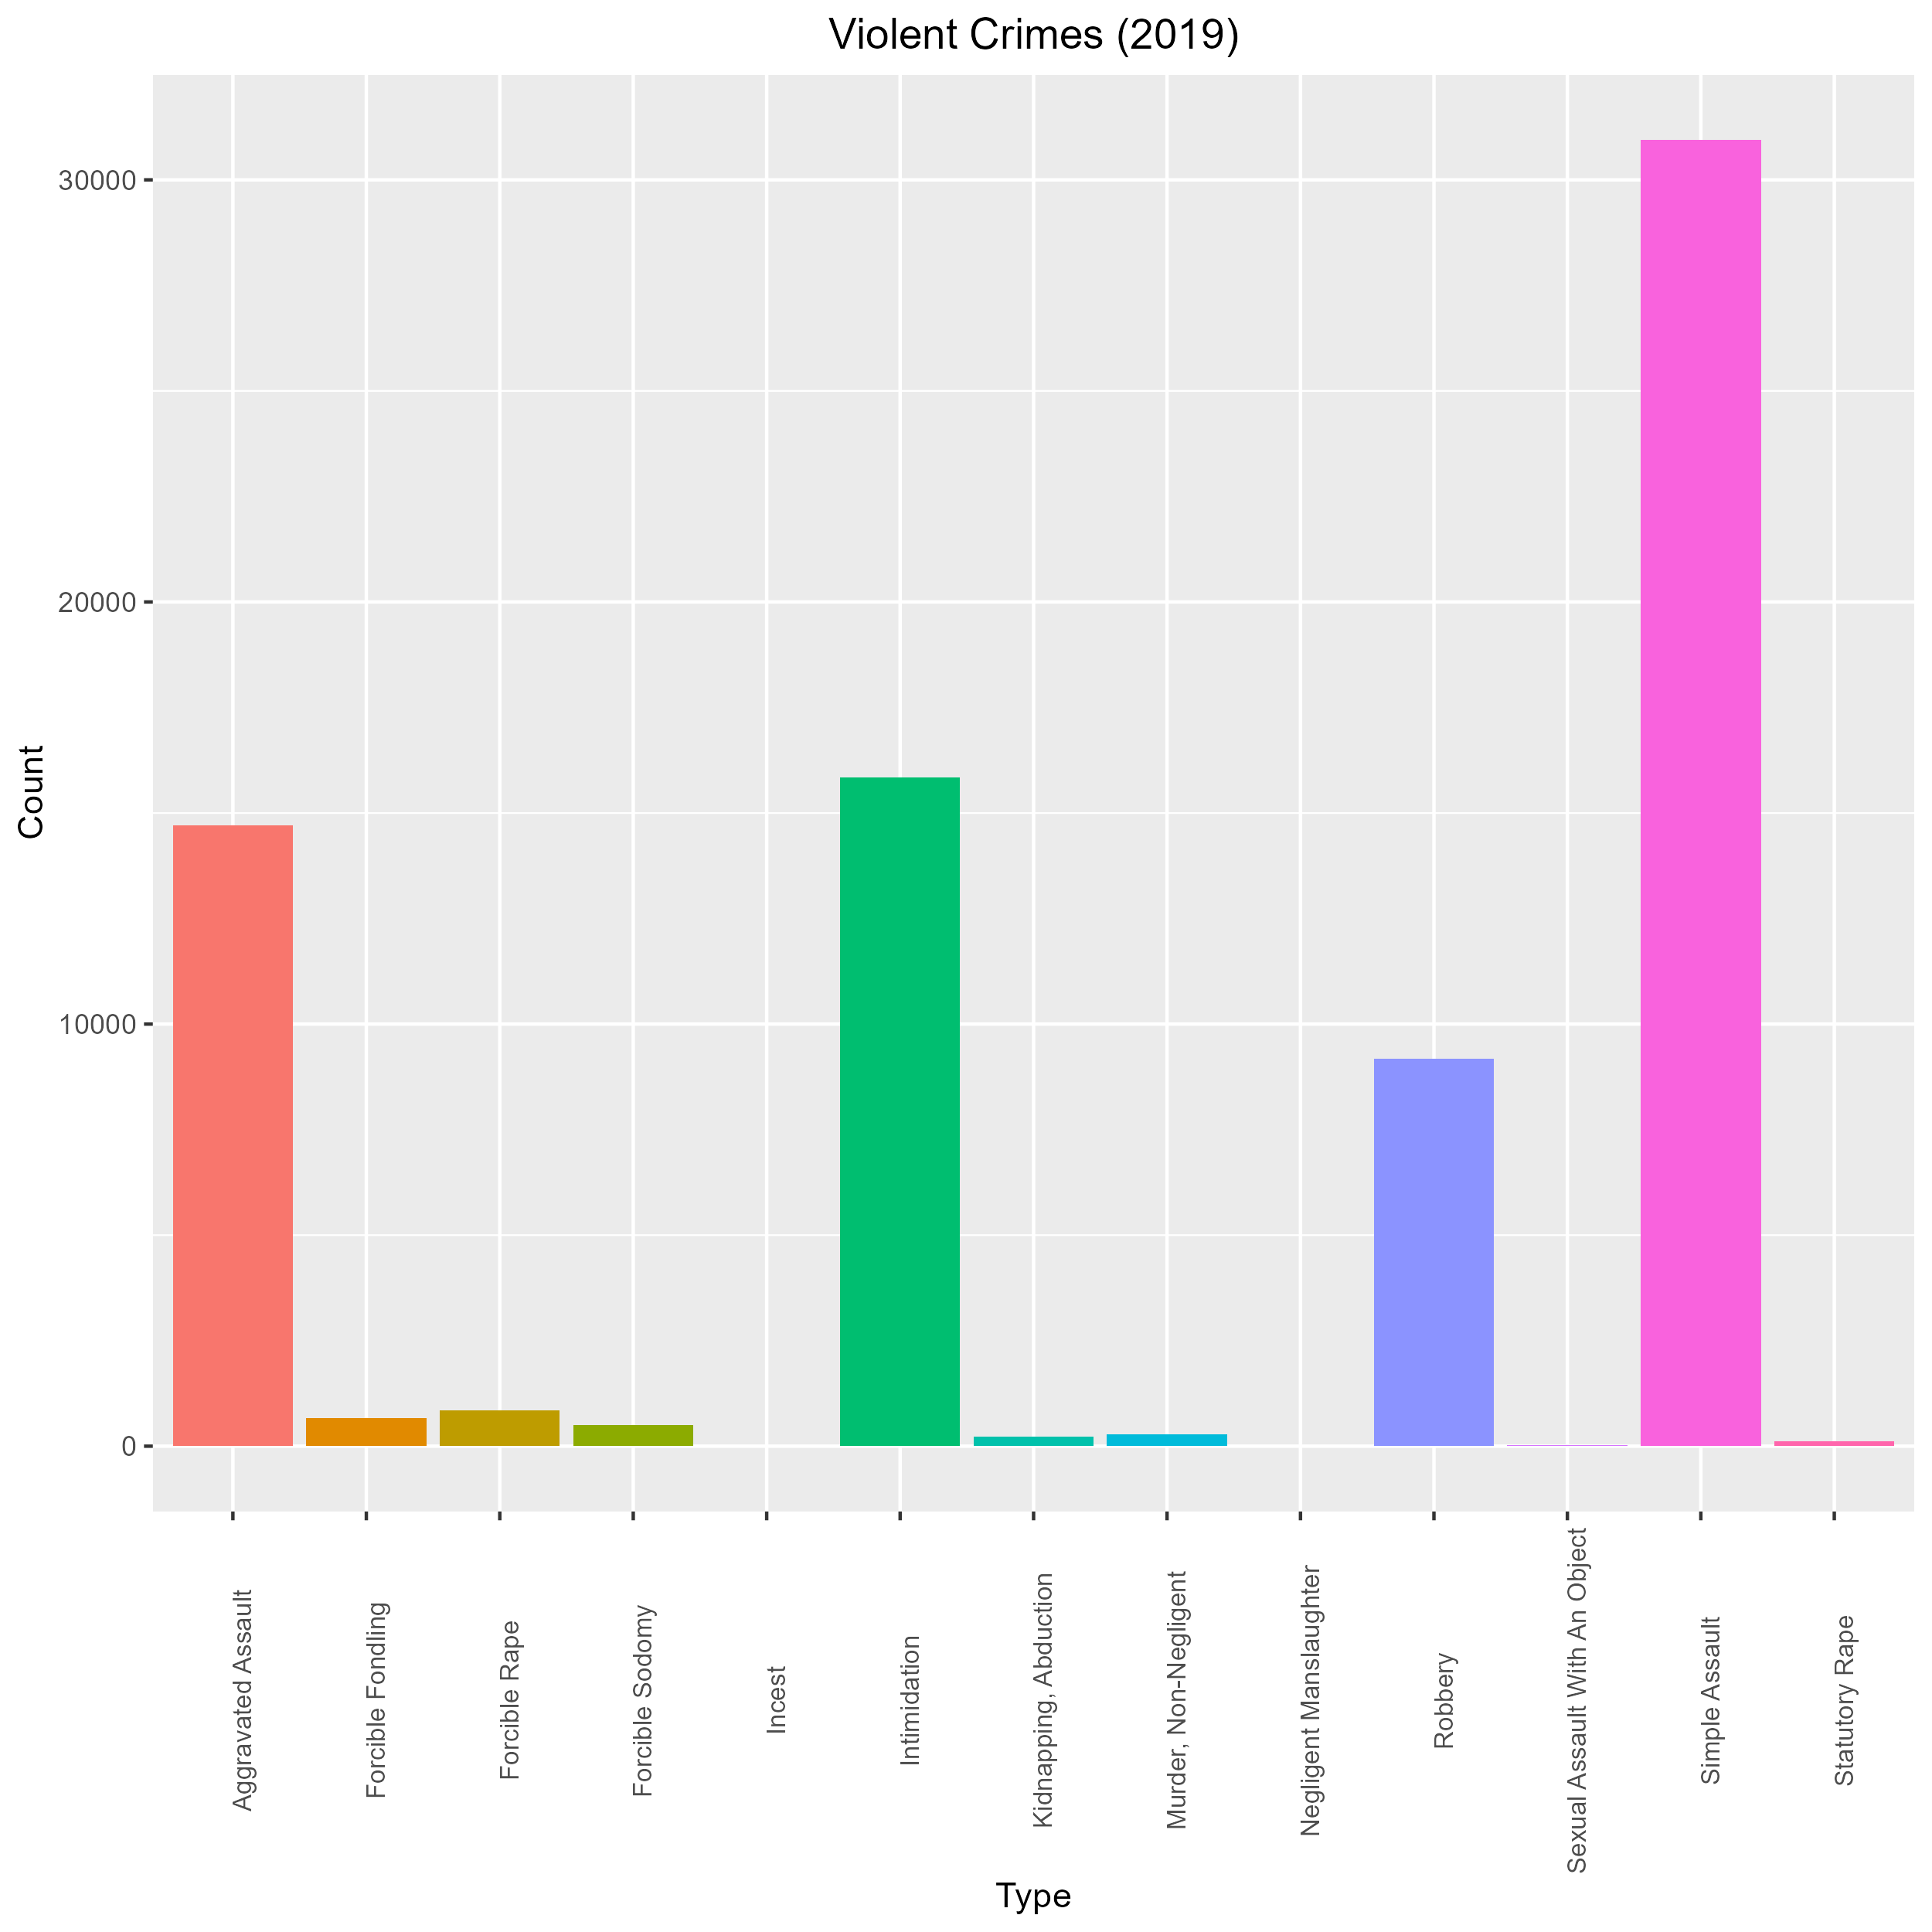 Violent Crimes (2019)
30000
20000
10000
0
Count
Aggravated Assault
Forcible Fondling
Forcible Rape
Forcible Sodomy
Incest
Intimidation
Kidnapping, Abduction
Murder, Non-Negligent
Negligent Manslaughter
Robbery
Sexual Assault With An Object
Simple Assault
Statutory Rape
Type